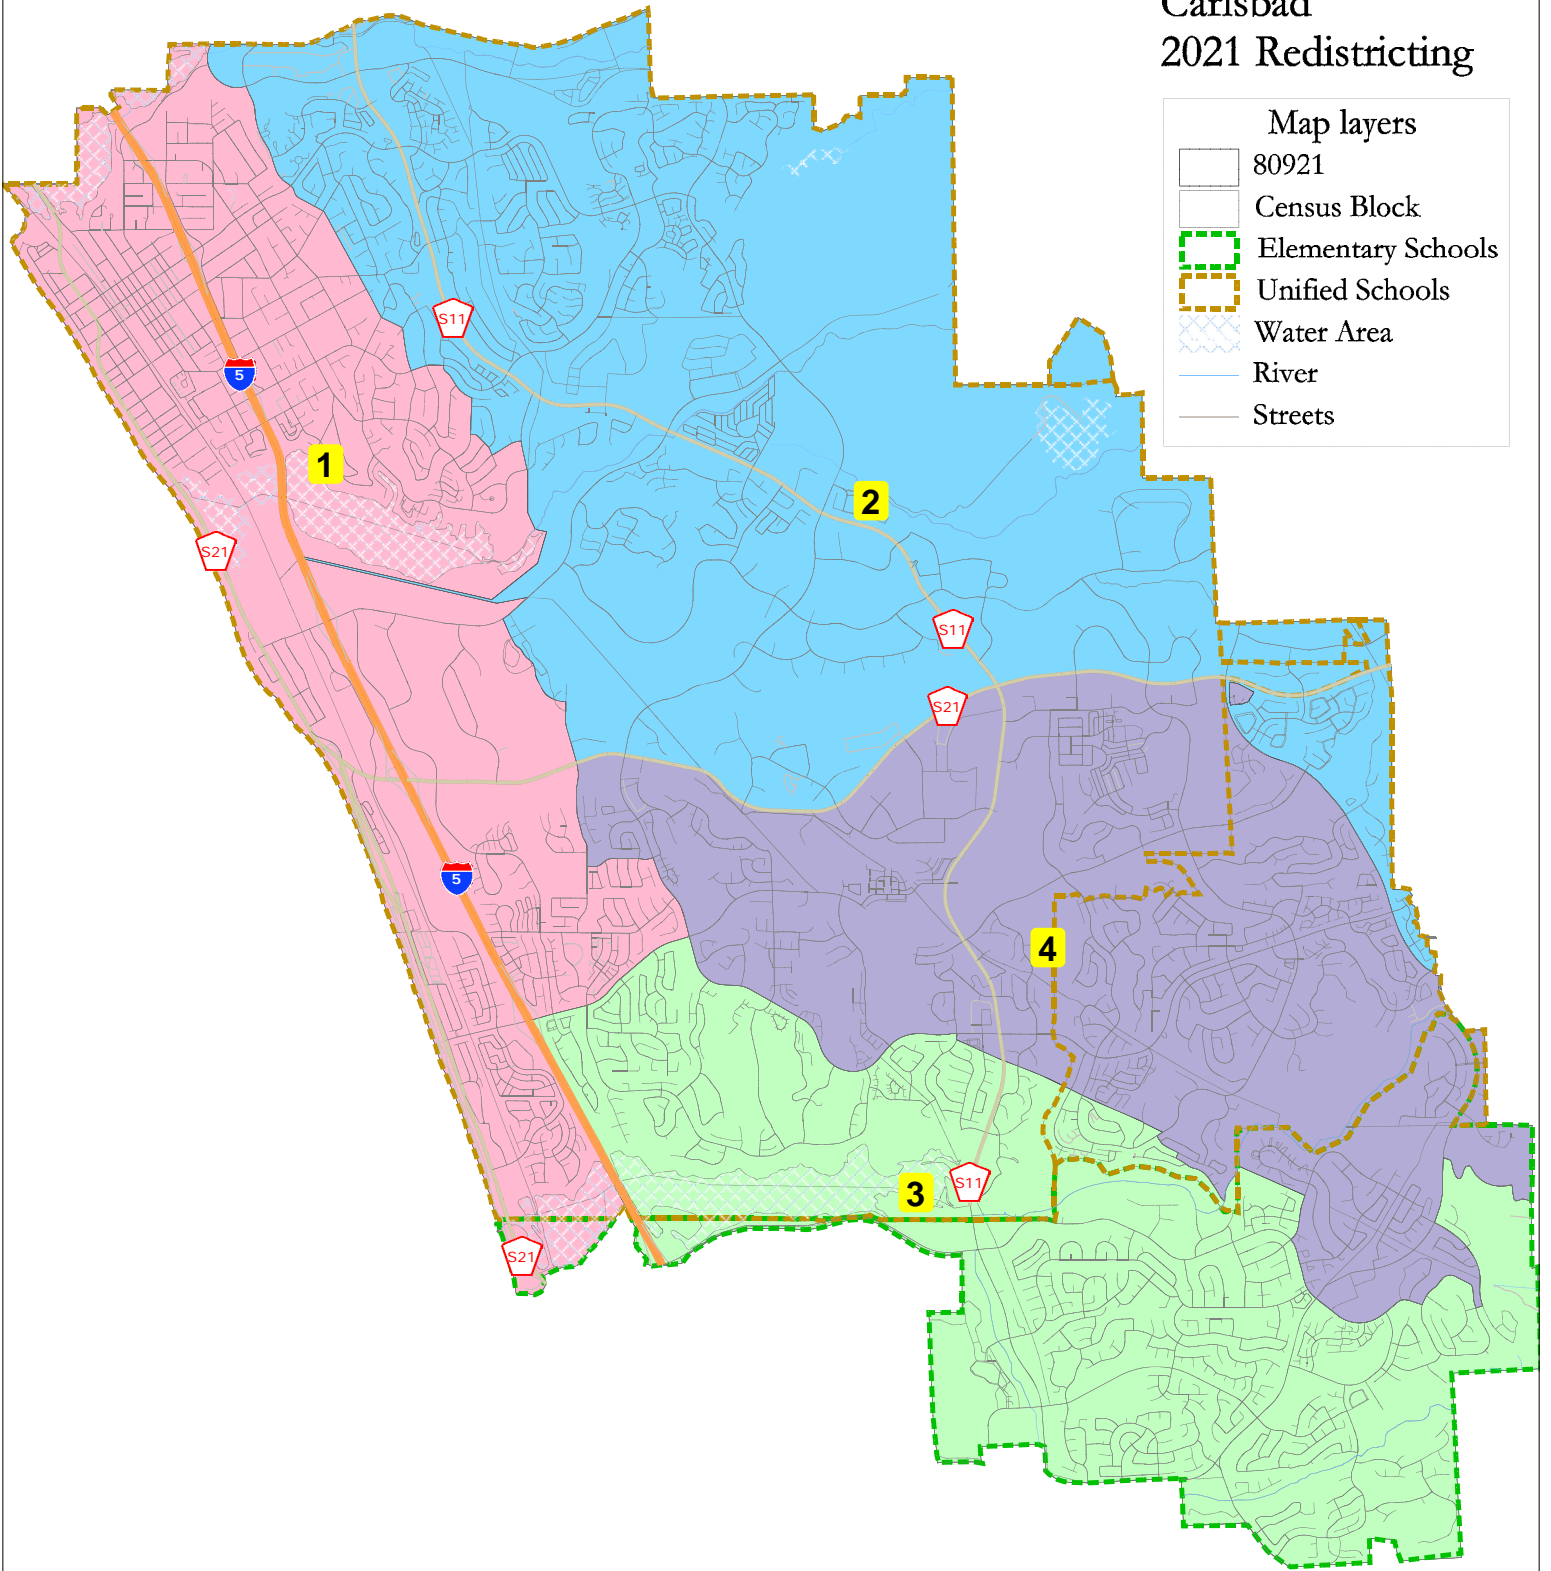 Carlsbad
2021 Redistricting
Map layers
80921
Census Block
Elementary Schools
Unified Schools
Water Area
River
Streets
S11
5
1
2
S21
S11
S21
5
4
3
S11
S21